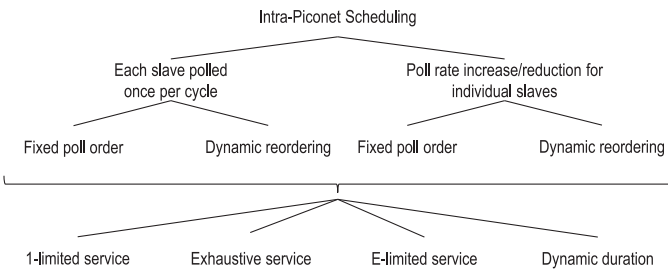 Intra-Piconet Scheduling
Each slave polled
once per cycle
Poll rate increase/reduction for
individual slaves
Fixed poll order
Dynamic reordering
Fixed poll order
Dynamic reordering
1-limited service
Exhaustive service
E-limited service
Dynamic duration